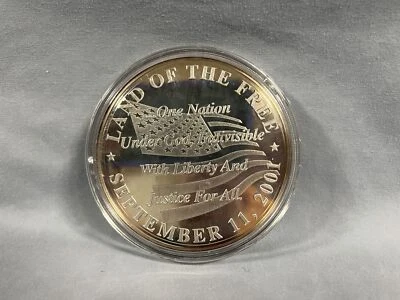 LAND OF THE FREE
One Nation
Under God, Indivisible
With Liberty And
Justice For All.
SEPTEMBER 11, 2001